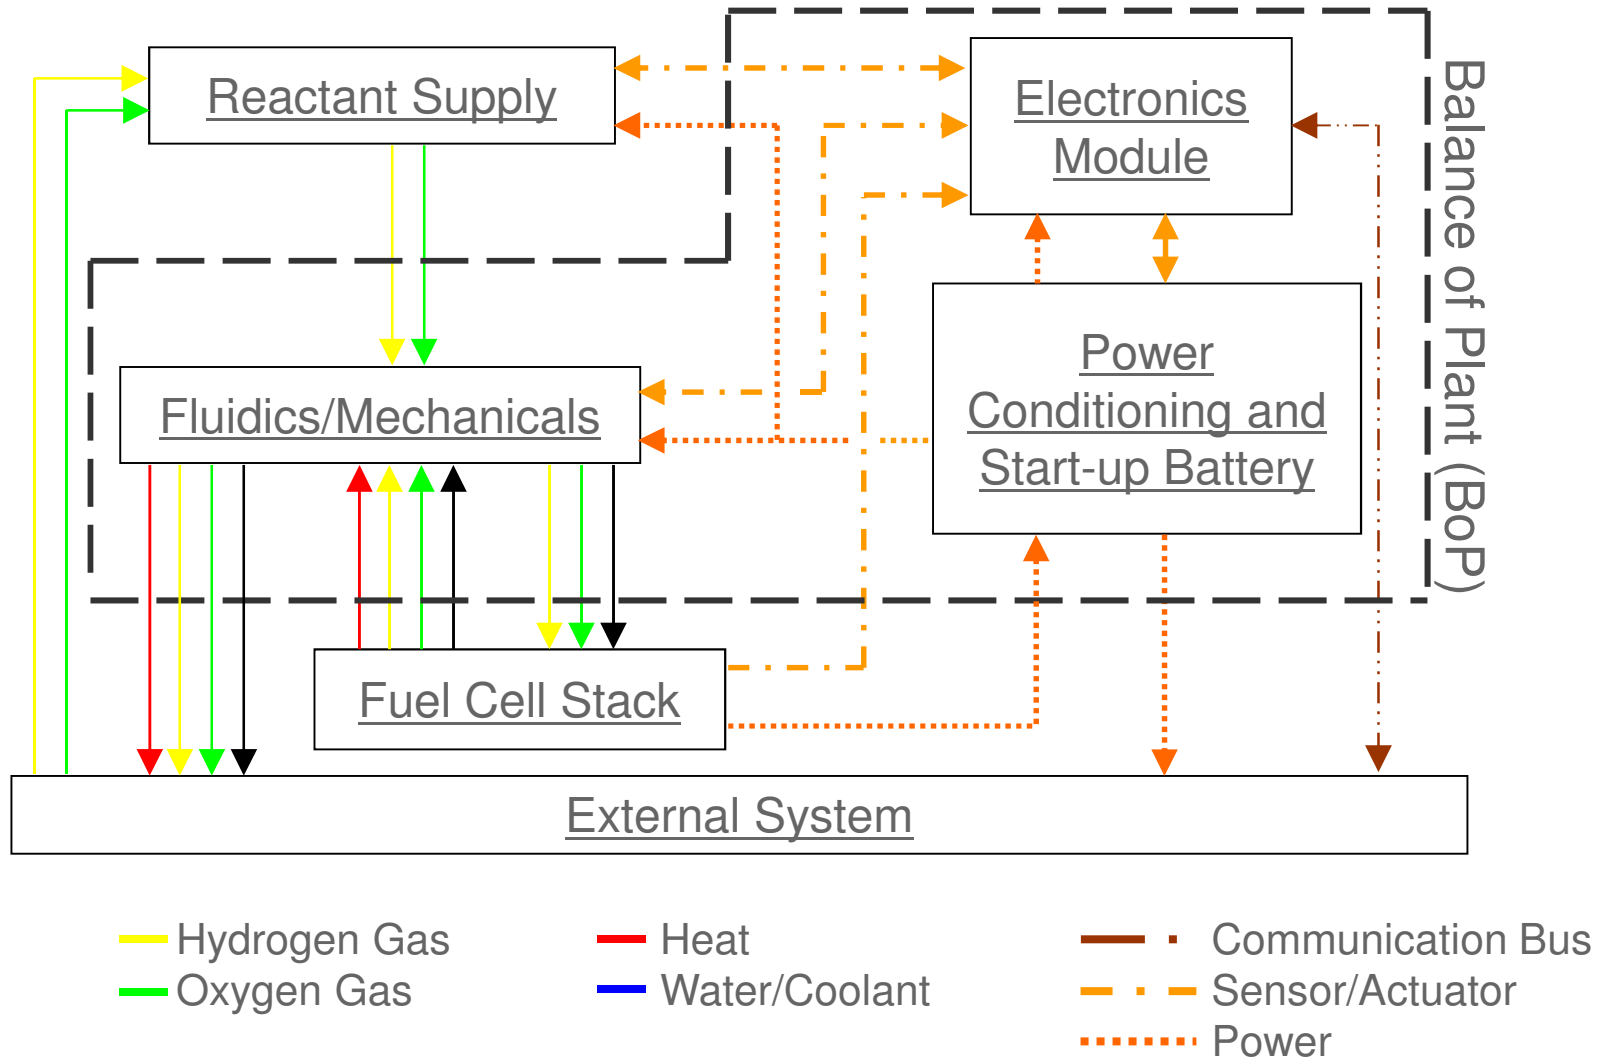 Reactant Supply
Electronics
Module
Balance of Plant (BoP)
Power
Conditioning and
Start-up Battery
Fluidics/Mechanicals
Fuel Cell Stack
External System
Hydrogen Gas
Oxygen Gas
Heat
Water/Coolant
Communication Bus
Sensor/Actuator
Power